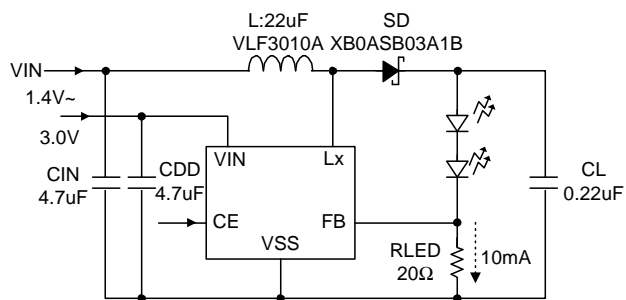 L:22uF
VLF3010A
SD
XB0ASB03A1B
VIN
1.4V~
3.0V
CIN
4.7uF
CDD
4.7uF
VIN
Lx
CE
FB
VSS
RLED
20Ω
10mA
CL
0.22uF